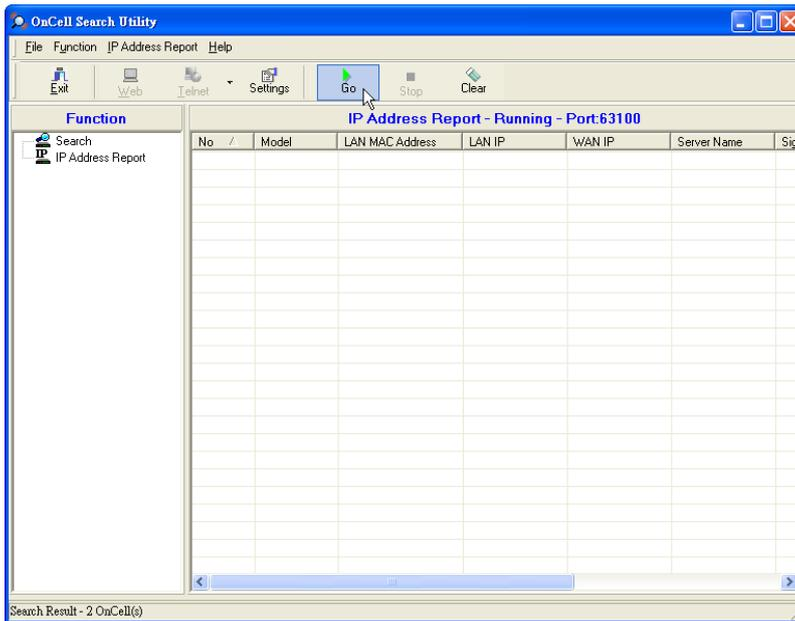 OnCell Search Utility
File Function IP Address Report Help
Exit Web Telnet Settings Go Stop Clear
Function
IP Address Report - Running - Port:63100
Search
IP IP Address Report
No Model LAN MAC Address LAN IP WAN IP Server Name Sig
Search Result - 2 OnCell(s)